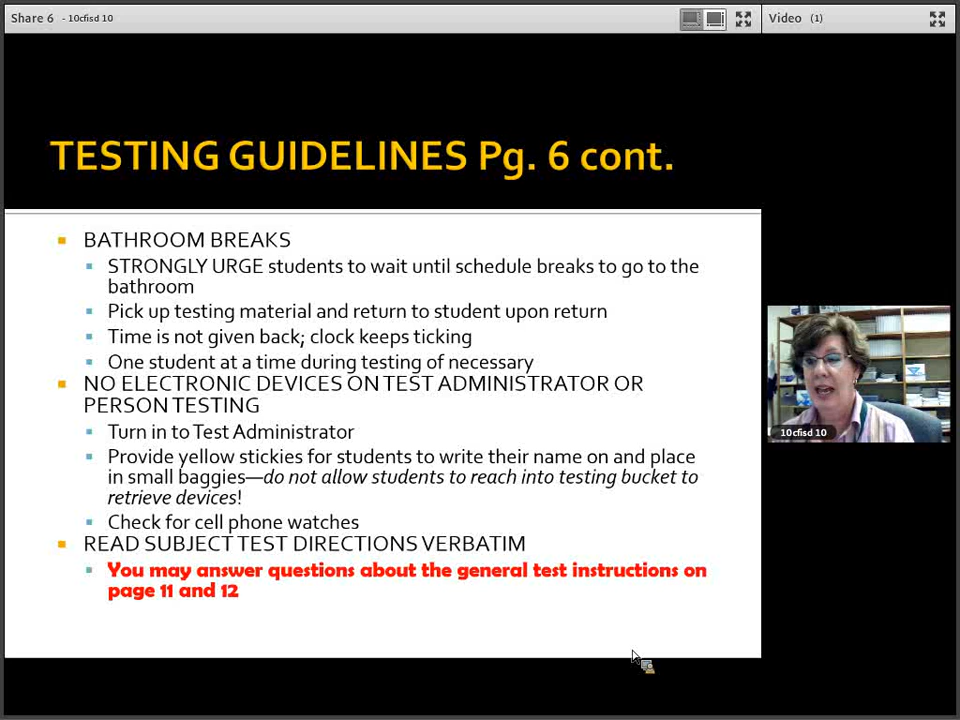 Share 6 - 10cfisd 10
Video (1)
TESTING GUIDELINES Pg. 6 cont.
BATHROOM BREAKS
STRONGLY URGE students to wait until schedule breaks to go to the
bathroom
Pick up testing material and return to student upon return
Time is not given back; clock keeps ticking
One student at a time during testing of necessary
NO ELECTRONIC DEVICES ON TEST ADMINISTRATOR OR
PERSON TESTING
Turn in to Test Administrator
Provide yellow stickies for students to write their name on and place
in small baggies—do not allow students to reach into testing bucket to
retrieve devices!
Check for cell phone watches
READ SUBJECT TEST DIRECTIONS VERBATIM
You may answer questions about the general test instructions on
page 11 and 12
10cfisd 10